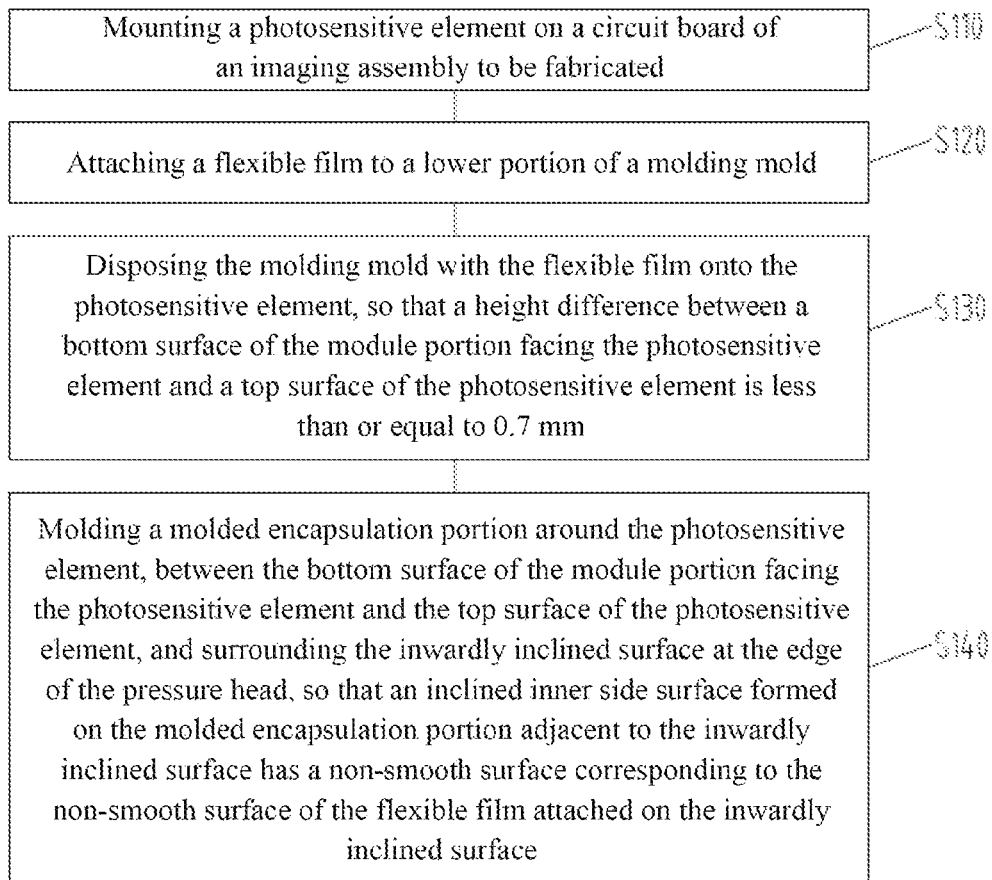 Mounting a photosensitive element on a circuit board of
an imaging assembly to be fabricated
S110
Attaching a flexible film to a lower portion of a molding mold
S120
Disposing the molding mold with the flexible film onto the
photosensitive element, so that a height difference between a
bottom surface of the module portion facing the photosensitive
element and a top surface of the photosensitive element is less
than or equal to 0.7 mm
S130
Molding a molded encapsulation portion around the photosensitive
element, between the bottom surface of the module portion facing
the photosensitive element and the top surface of the photosensitive
element, and surrounding the inwardly inclined surface at the edge
of the pressure head, so that an inclined inner side surface formed
on the molded encapsulation portion adjacent to the inwardly
inclined surface has a non-smooth surface corresponding to the
non-smooth surface of the flexible film attached on the inwardly
inclined surface
S140